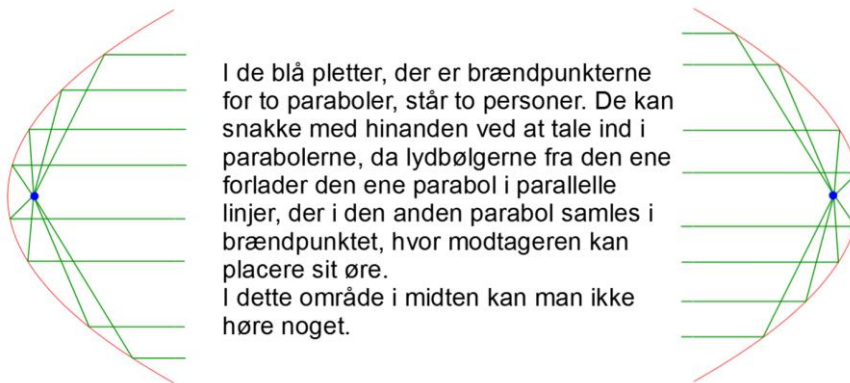 I de blå pletter, der er brændpunkterne
for to paraboler, står to personer. De kan
snakke med hinanden ved at tale ind i
parabolerne, da lydbølgerne fra den ene
forlader den ene parabol i parallelle
linjer, der i den anden parabol samles i
brændpunktet, hvor modtageren kan
placere sit øre.
I dette område i midten kan man ikke
høre noget.